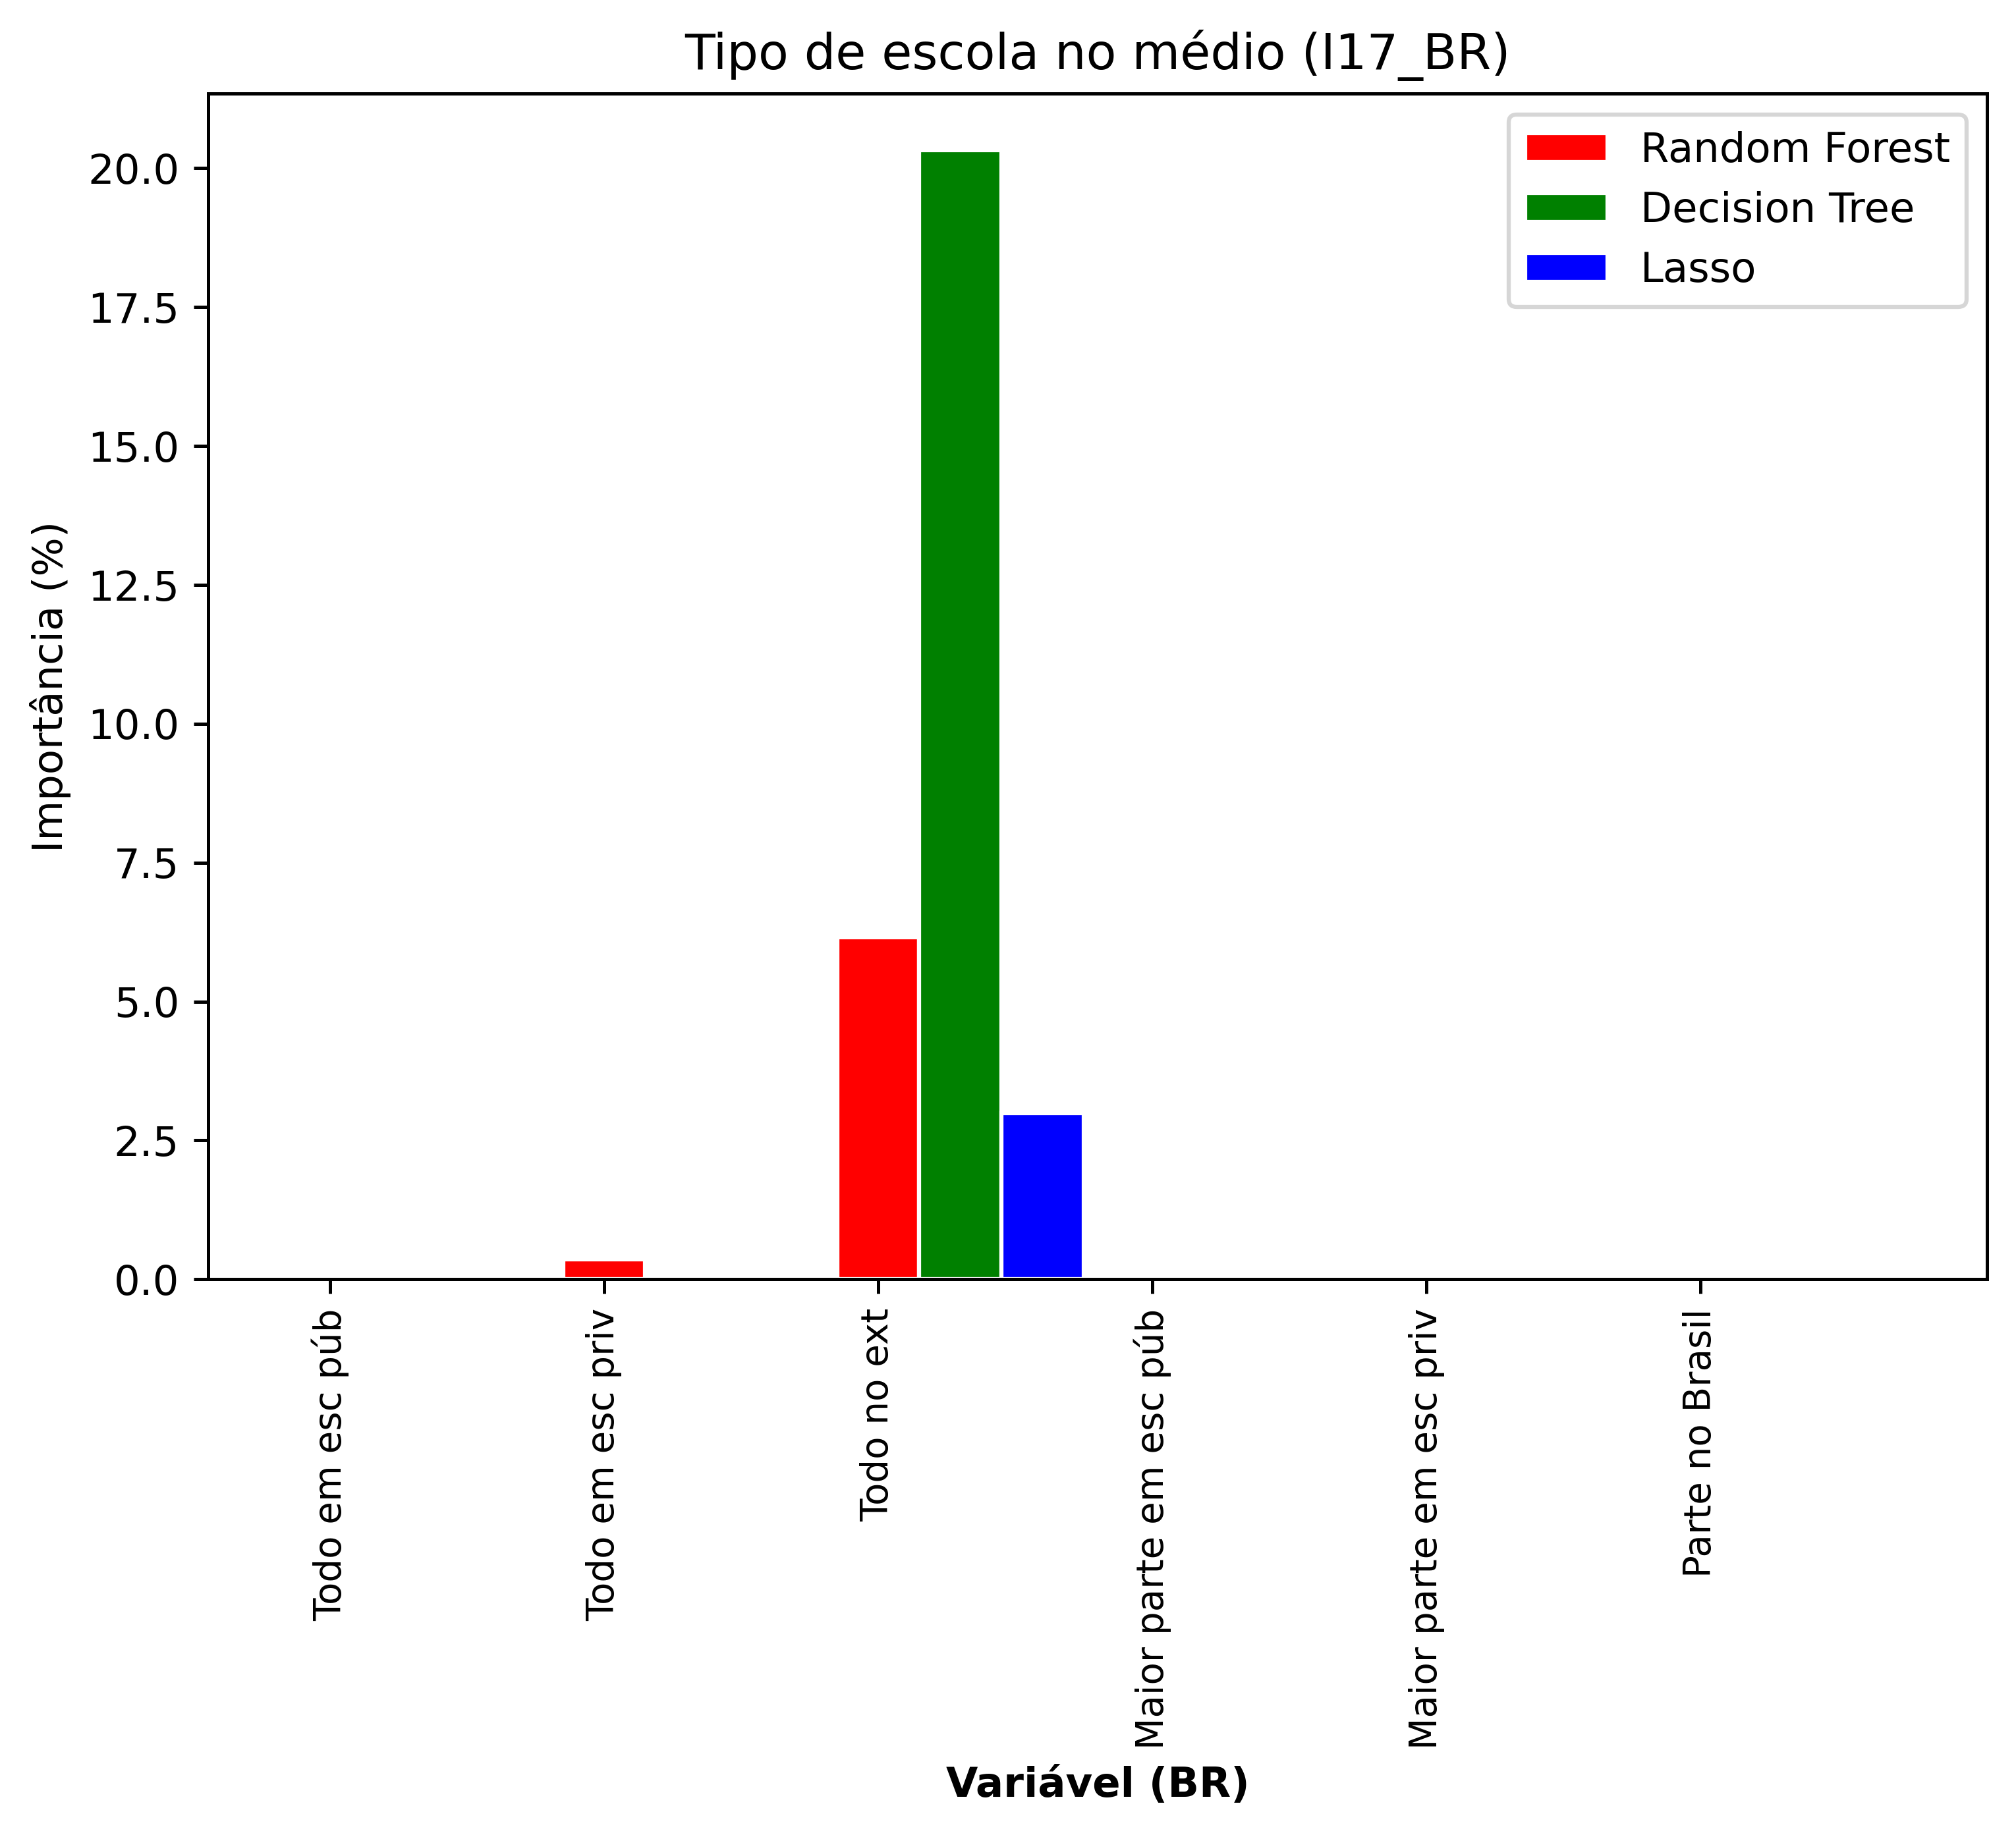 Tipo de escola no médio (I17_BR)
Random Forest
Decision Tree
Lasso
Importância (%)
20.0
17.5
15.0
12.5
10.0
7.5
5.0
2.5
0.0
Todo em esc púb
Todo em esc priv
Todo no ext
Maior parte em esc púb
Maior parte em esc priv
Parte no Brasil
Variável (BR)